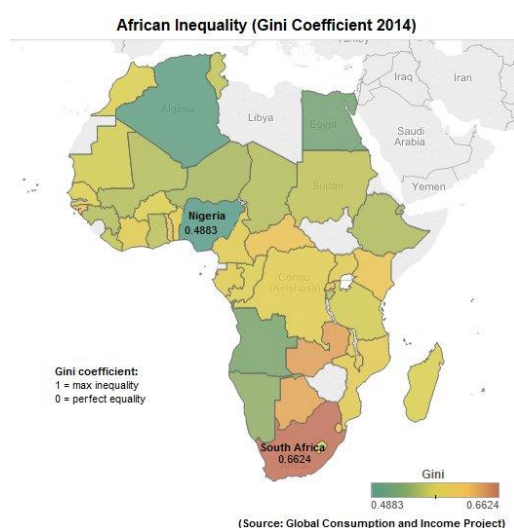 African Inequality (Gini Coefficient 2014)
Turkey
Iraq
Iran
Algeria
Libya
Egypt
Saudi
Arabia
Sudan
Yemen
Nigeria
0.4883
Congo
(Kinshasa)
Gini coefficient:
1 = max inequality
0 = perfect equality
South Africa
0.6624
Gini
0.4883
0.6624
(Source: Global Consumption and Income Project)